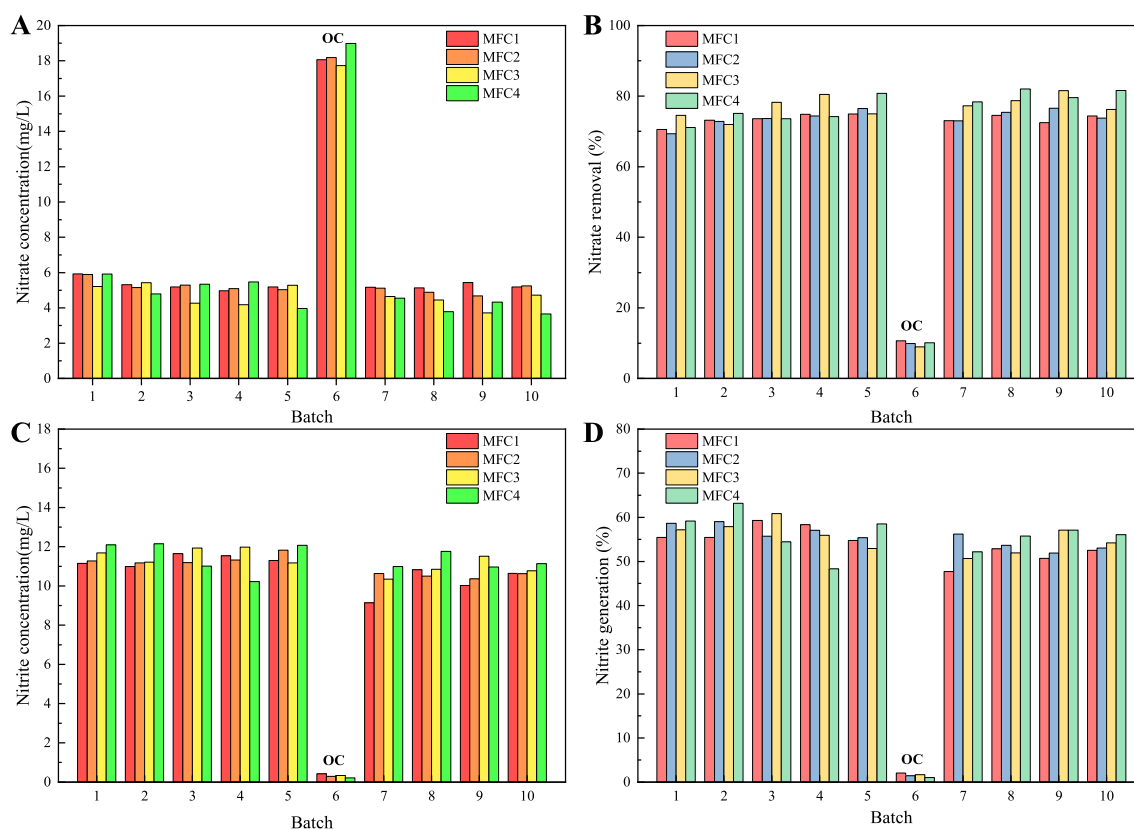 A
Nitrate concentration(mg/L)
20
18
16
14
12
10
8
6
4
2
0
OC
MFC1
MFC2
MFC3
MFC4
1 2 3 4 5 6 7 8 9 10
Batch
B
Nitrate removal (%)
100
80
60
40
20
0
MFC1
MFC2
MFC3
MFC4
OC
1 2 3 4 5 6 7 8 9 10
Batch
C
Nitrite concentration(mg/L)
18
16
14
12
10
8
6
4
2
0
MFC1
MFC2
MFC3
MFC4
OC
1 2 3 4 5 6 7 8 9 10
Batch
D
Nitrite generation (%)
80
70
60
50
40
30
20
10
0
MFC1
MFC2
MFC3
MFC4
OC
1 2 3 4 5 6 7 8 9 10
Batch